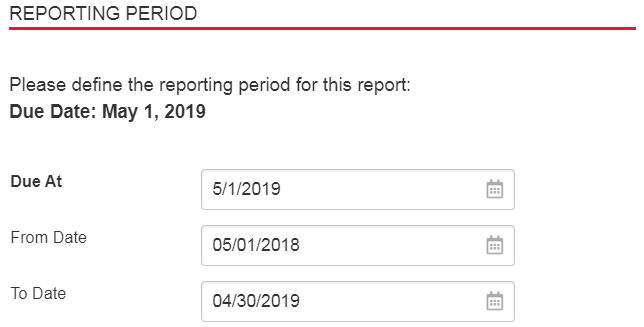 REPORTING PERIOD
Please define the reporting period for this report:
Due Date: May 1, 2019
Due At
5/1/2019
From Date
05/01/2018
To Date
04/30/2019